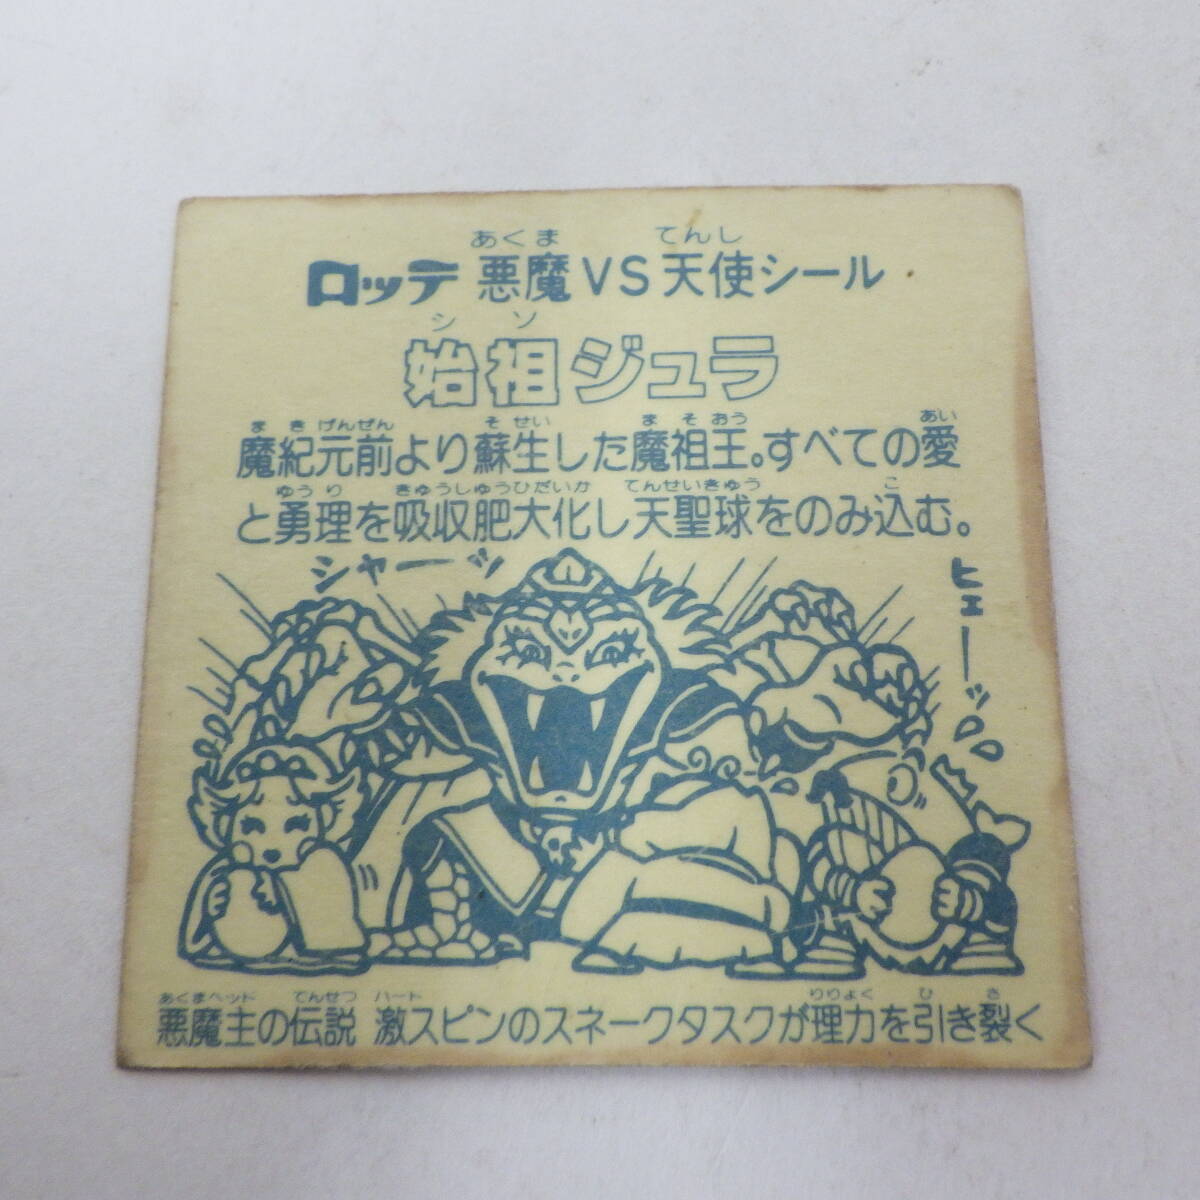 あくま てんし
ロッテ 悪魔VS天使シール
シソ
始祖ジュラ
まきげんぜん そせい まそおう あい
魔紀元前より蘇生した魔祖王。すべての愛
ゆうり きゅうしゅうひだいか てんせいきゅう こ
と勇理を吸収肥大化し天聖球をのみ込む。
シャーッ
ヒューッ
あくまヘッド でんせつ ハート りりょく ひ さ
悪魔主の伝説 激スピンのスネークタスクが理力を引き裂く